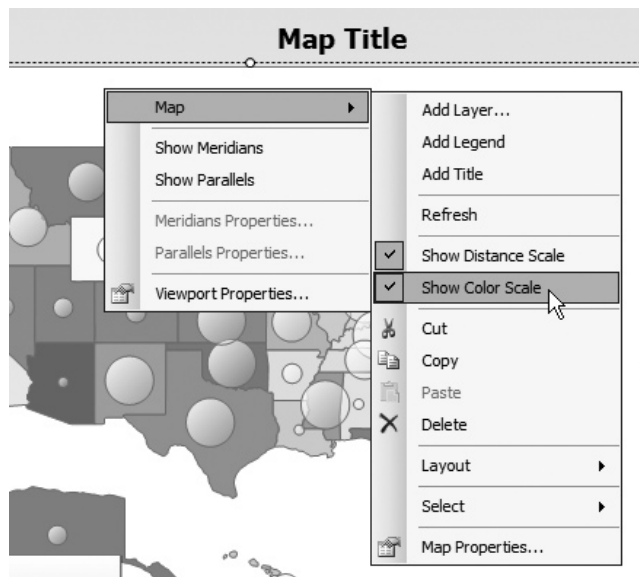 Map Title
Map
Show Meridians
Show Parallels
Meridians Properties...
Parallels Properties...
Viewport Properties...
Add Layer...
Add Legend
Add Title
Refresh
Show Distance Scale
Show Color Scale
Cut
Copy
Paste
Delete
Layout
Select
Map Properties...